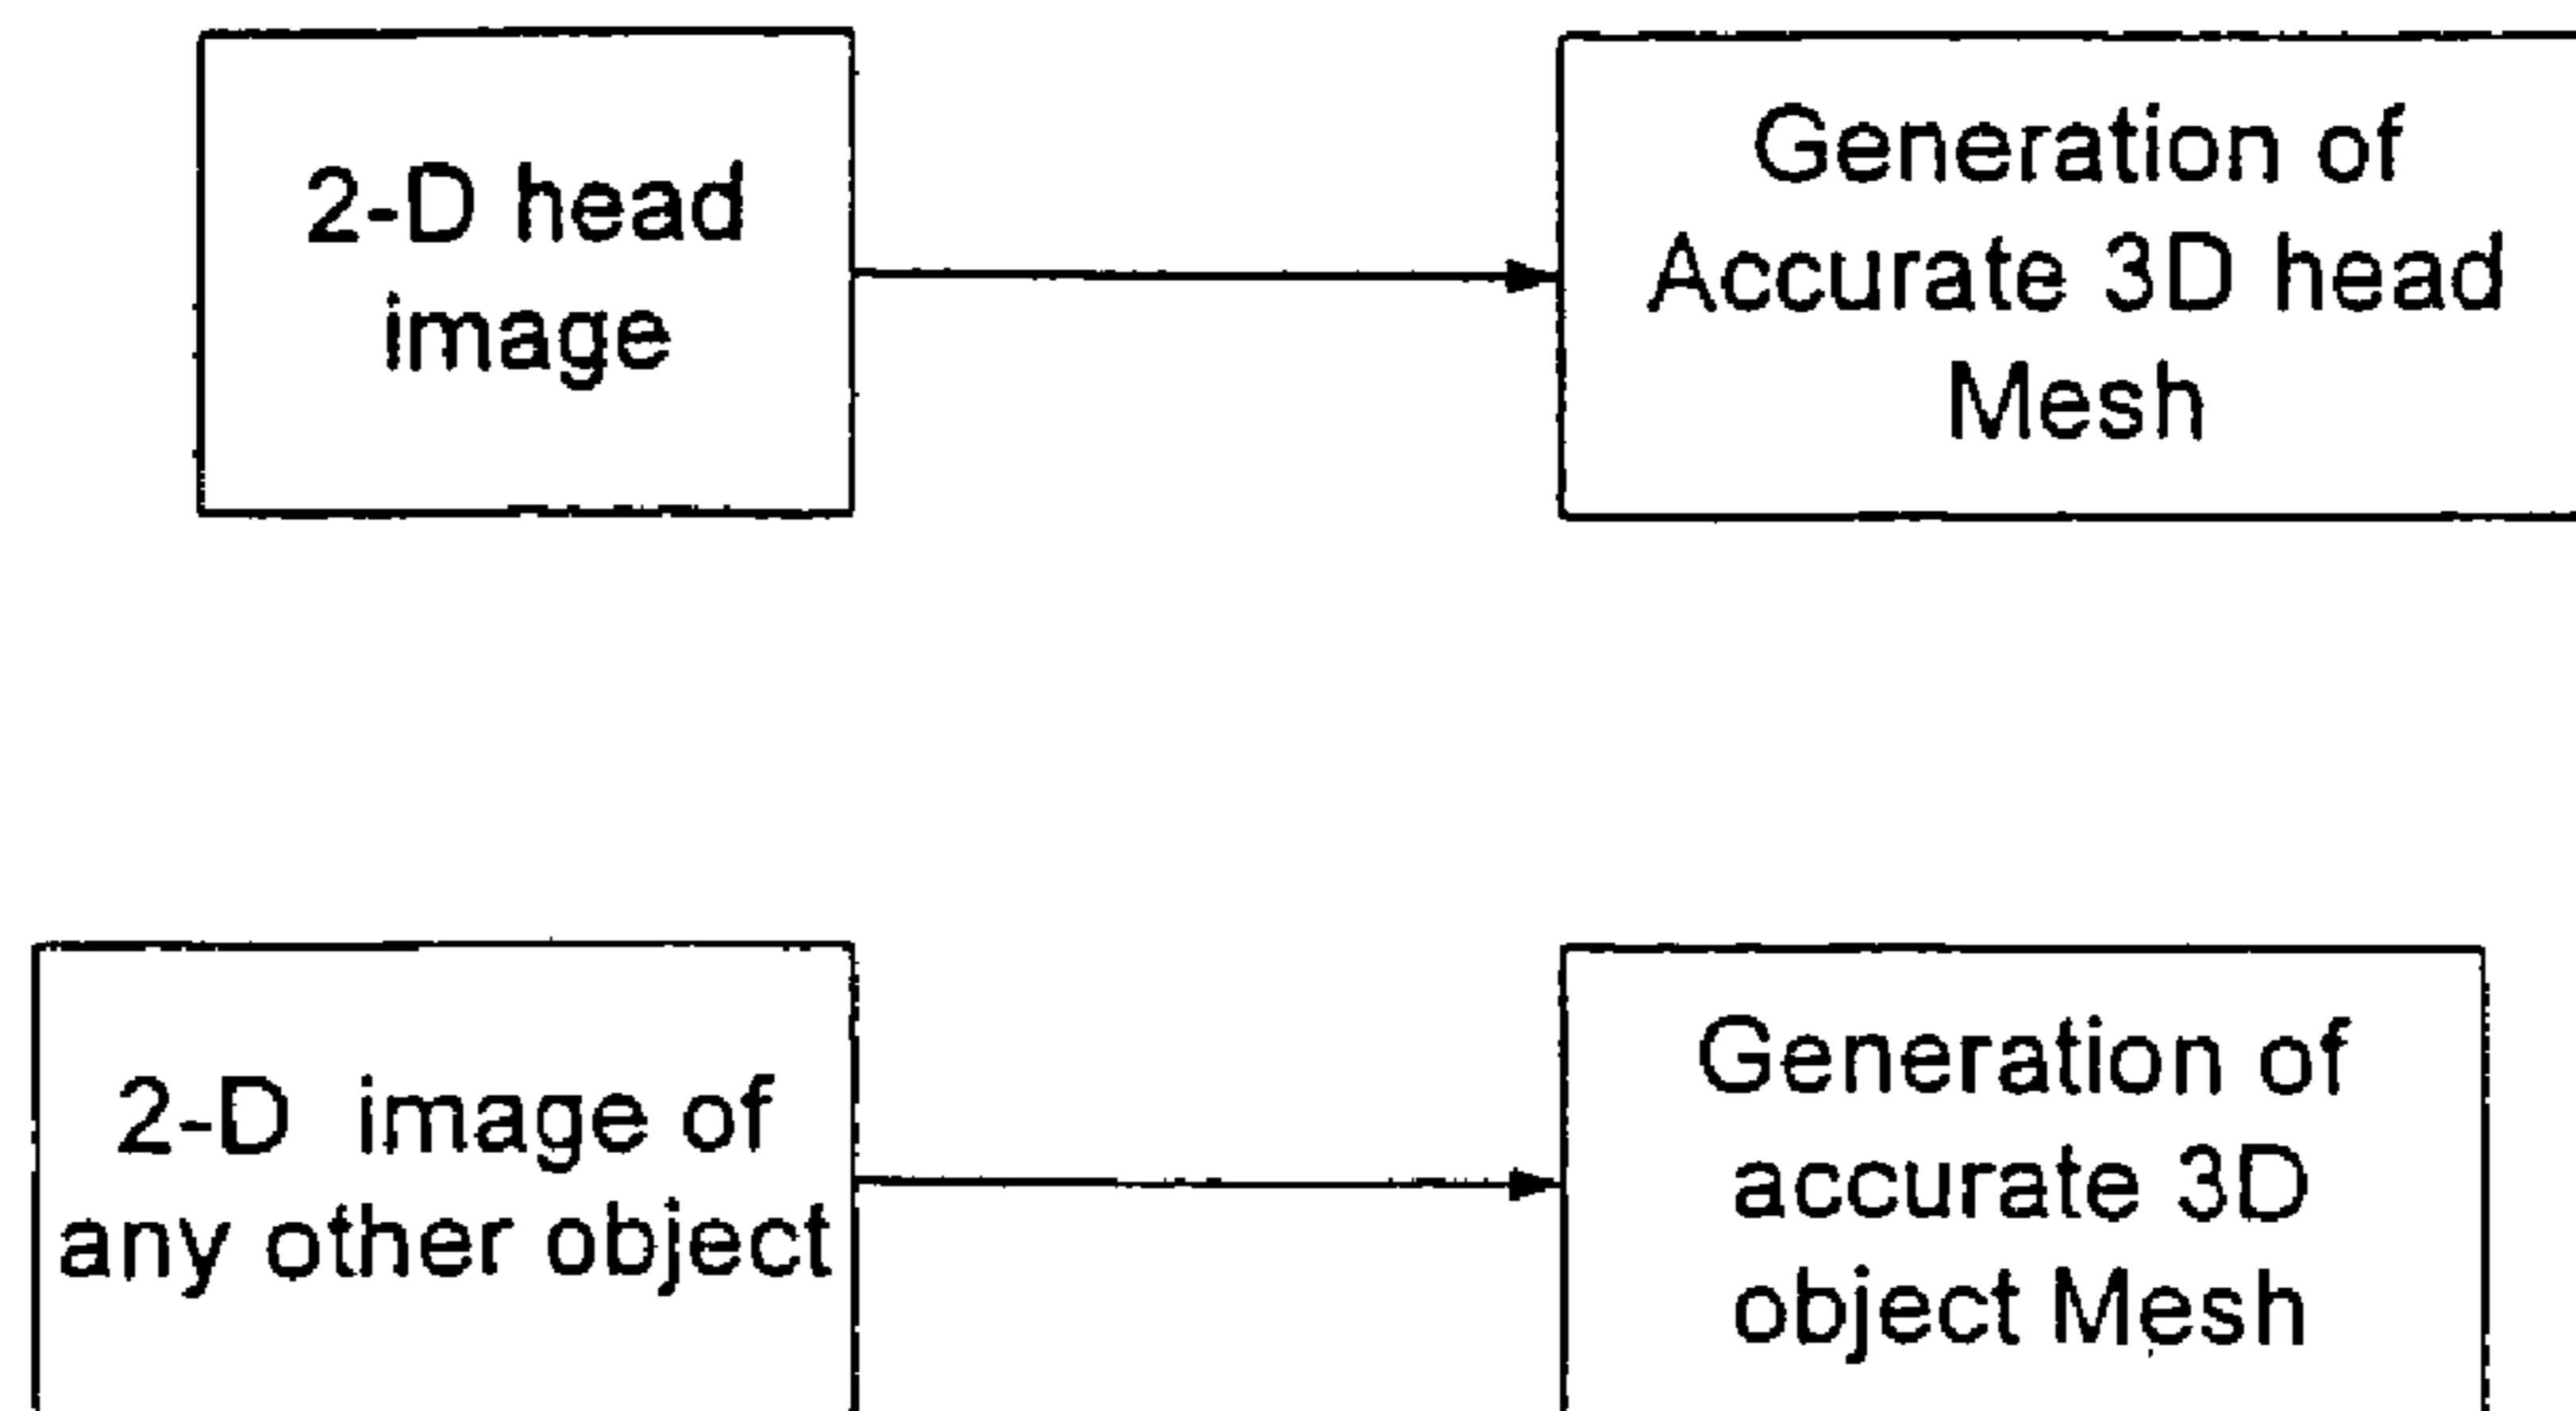 2-D head
image
Generation of
Accurate 3D head
Mesh
2-D image of
any other object
Generation of
accurate 3D
object Mesh